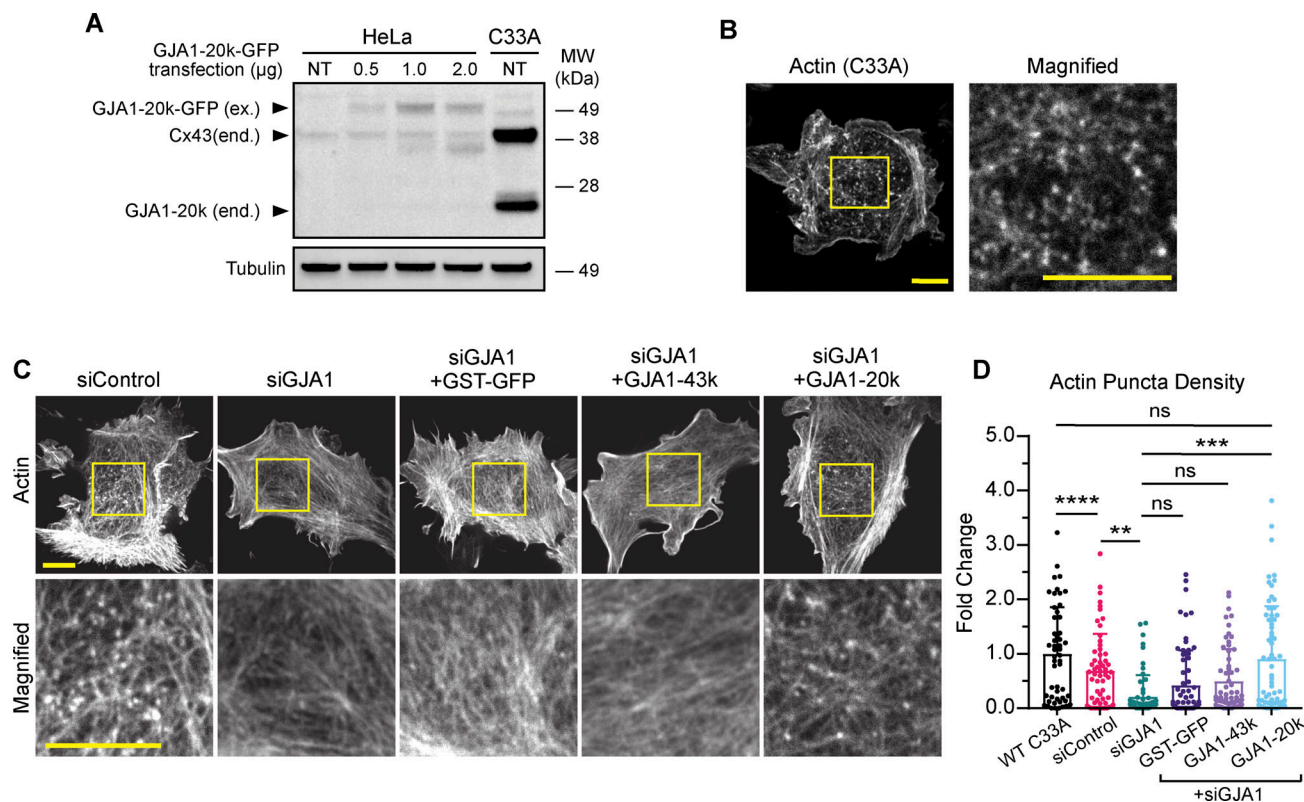 A
GJA1-20k-GFP
transfection (µg)
HeLa
C33A
NT 0.5 1.0 2.0 NT
MW
(kDa)
GJA1-20k-GFP (ex.)
Cx43(end.)
GJA1-20k (end.)
Tubulin
— 49
— 38
— 28
— 49
B
Actin (C33A)
Magnified
C
siControl
siGJA1
siGJA1
+GST-GFP
siGJA1
+GJA1-43k
siGJA1
+GJA1-20k
Actin
Magnified
D
Actin Puncta Density
ns
***
ns
**** ns
**
Fold Change
5.0
4.0
3.0
2.0
1.0
0.0
WT C33A
siControl
siGJA1
GST-GFP
GJA1-43k
GJA1-20k
+siGJA1